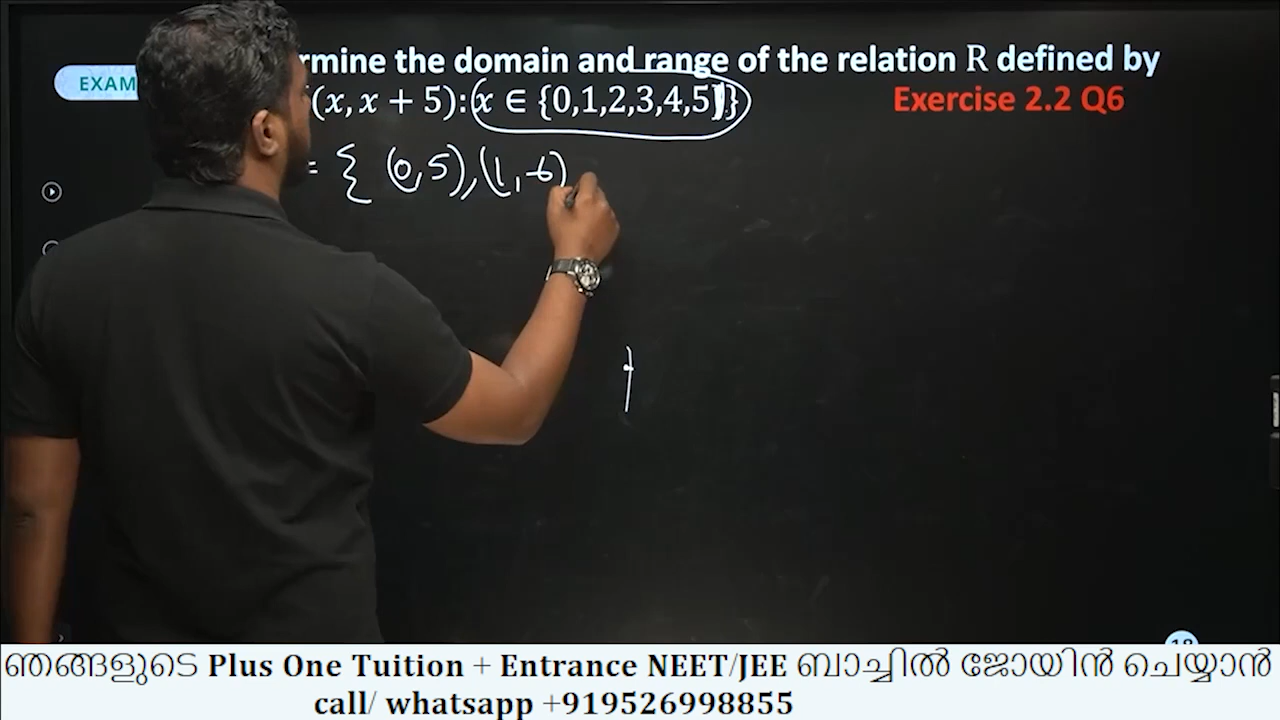 EXAM
rmine the domain and range of the relation R defined by
(x, x + 5): x ∈ {0,1,2,3,4,5}}
Exercise 2.2 Q6
= { (0,5),(1,6)
ഞങ്ങളുടെ Plus One Tuition + Entrance NEET/JEE ബാച്ചിൽ ജോയിൻ ചെയ്യാൻ
call/ whatsapp +919526998855